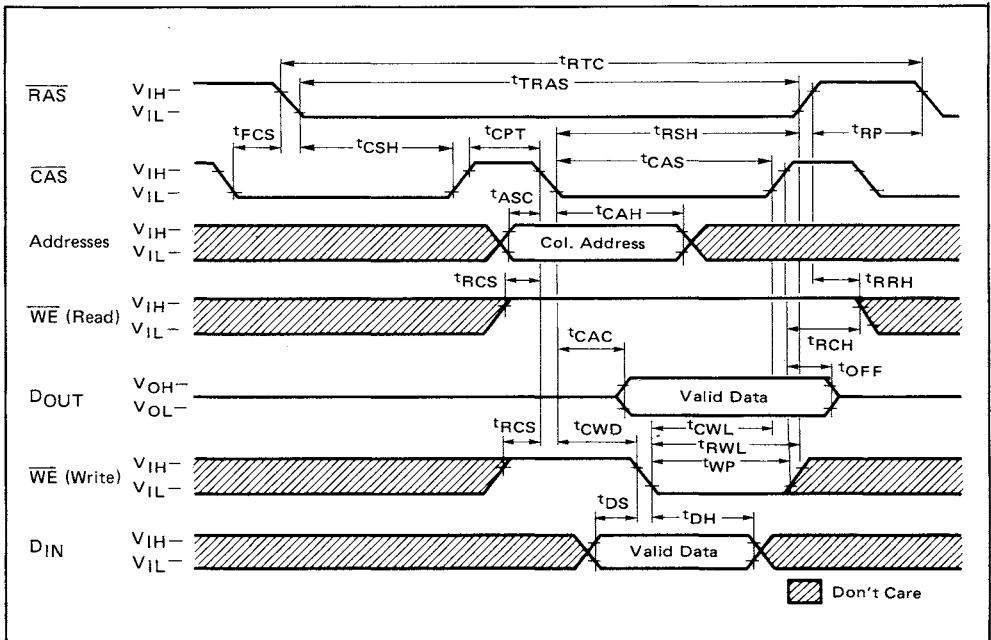 tRTC
tTRAS
RAS VIH–
VIL–
tFCS tCSH tCPT tRSH tRP
CAS VIH–
VIL–
tCAS
tASC tCAH
Addresses VIH–
VIL–
Col. Address
tRCS tRRH
WE (Read) VIH–
VIL–
tCAC tRCH
tOFF
DOUT VOH–
VOL–
Valid Data
tRCS tCWD tCWL
tRWL
tWP
WE (Write) VIH–
VIL–
tDS tDH
DIN VIH–
VIL–
Valid Data
Don't Care